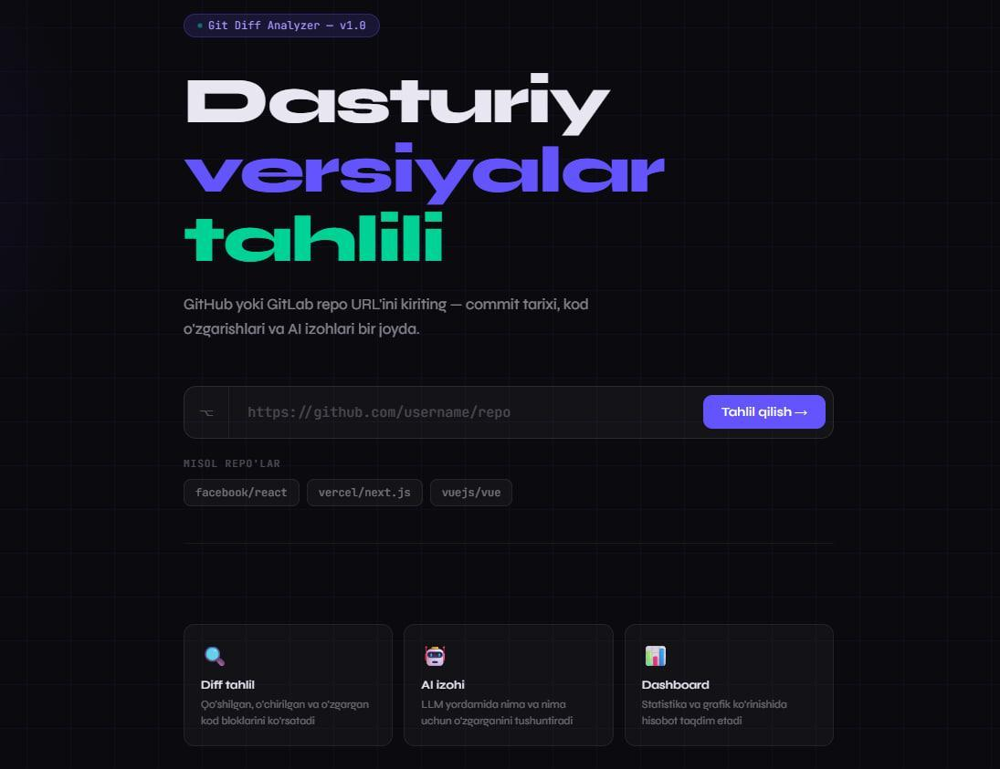 Git Diff Analyzer — v1.0
Dasturiy
versiyalar
tahlili
GitHub yoki GitLab repo URL'ini kiriting — commit tarixi, kod
o'zgarishlari va AI izohlari bir joyda.
⌥ https://github.com/username/repo Tahlil qilish →
MISOL REPO'LAR
facebook/react vercel/next.js vuejs/vue
Diff tahlil
Qo'shilgan, o'chirilgan va o'zgargan
kod bloklarini ko'rsatadi
AI izohi
LLM yordamida nima va nima
uchun o'zgarganini tushuntiradi
Dashboard
Statistika va grafik ko'rinishida
hisobot taqdim etadi